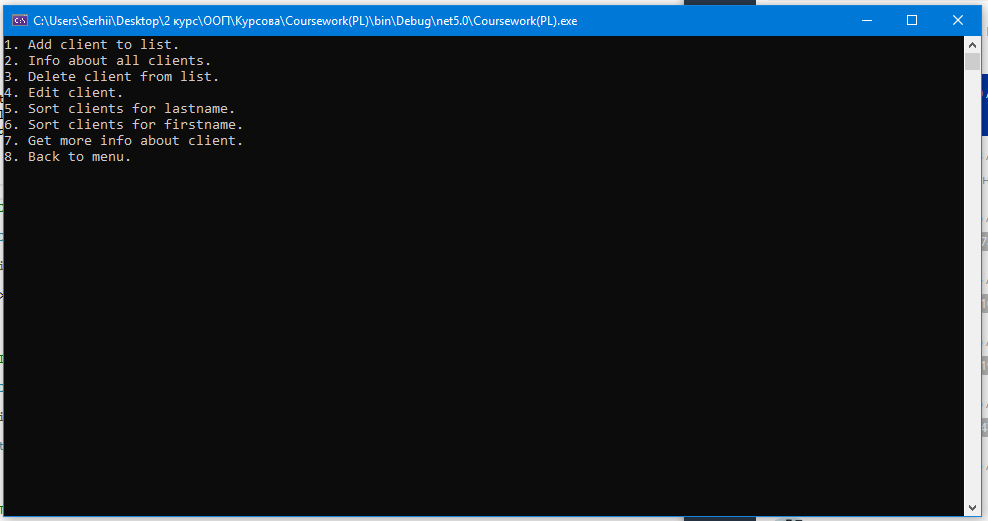 C:\Users\Serhii\Desktop\2 курс\ООП\Курсова\Coursework(PL)\bin\Debug\net5.0\Coursework(PL).exe
1. Add client to list.
2. Info about all clients.
3. Delete client from list.
4. Edit client.
5. Sort clients for lastname.
6. Sort clients for firstname.
7. Get more info about client.
8. Back to menu.